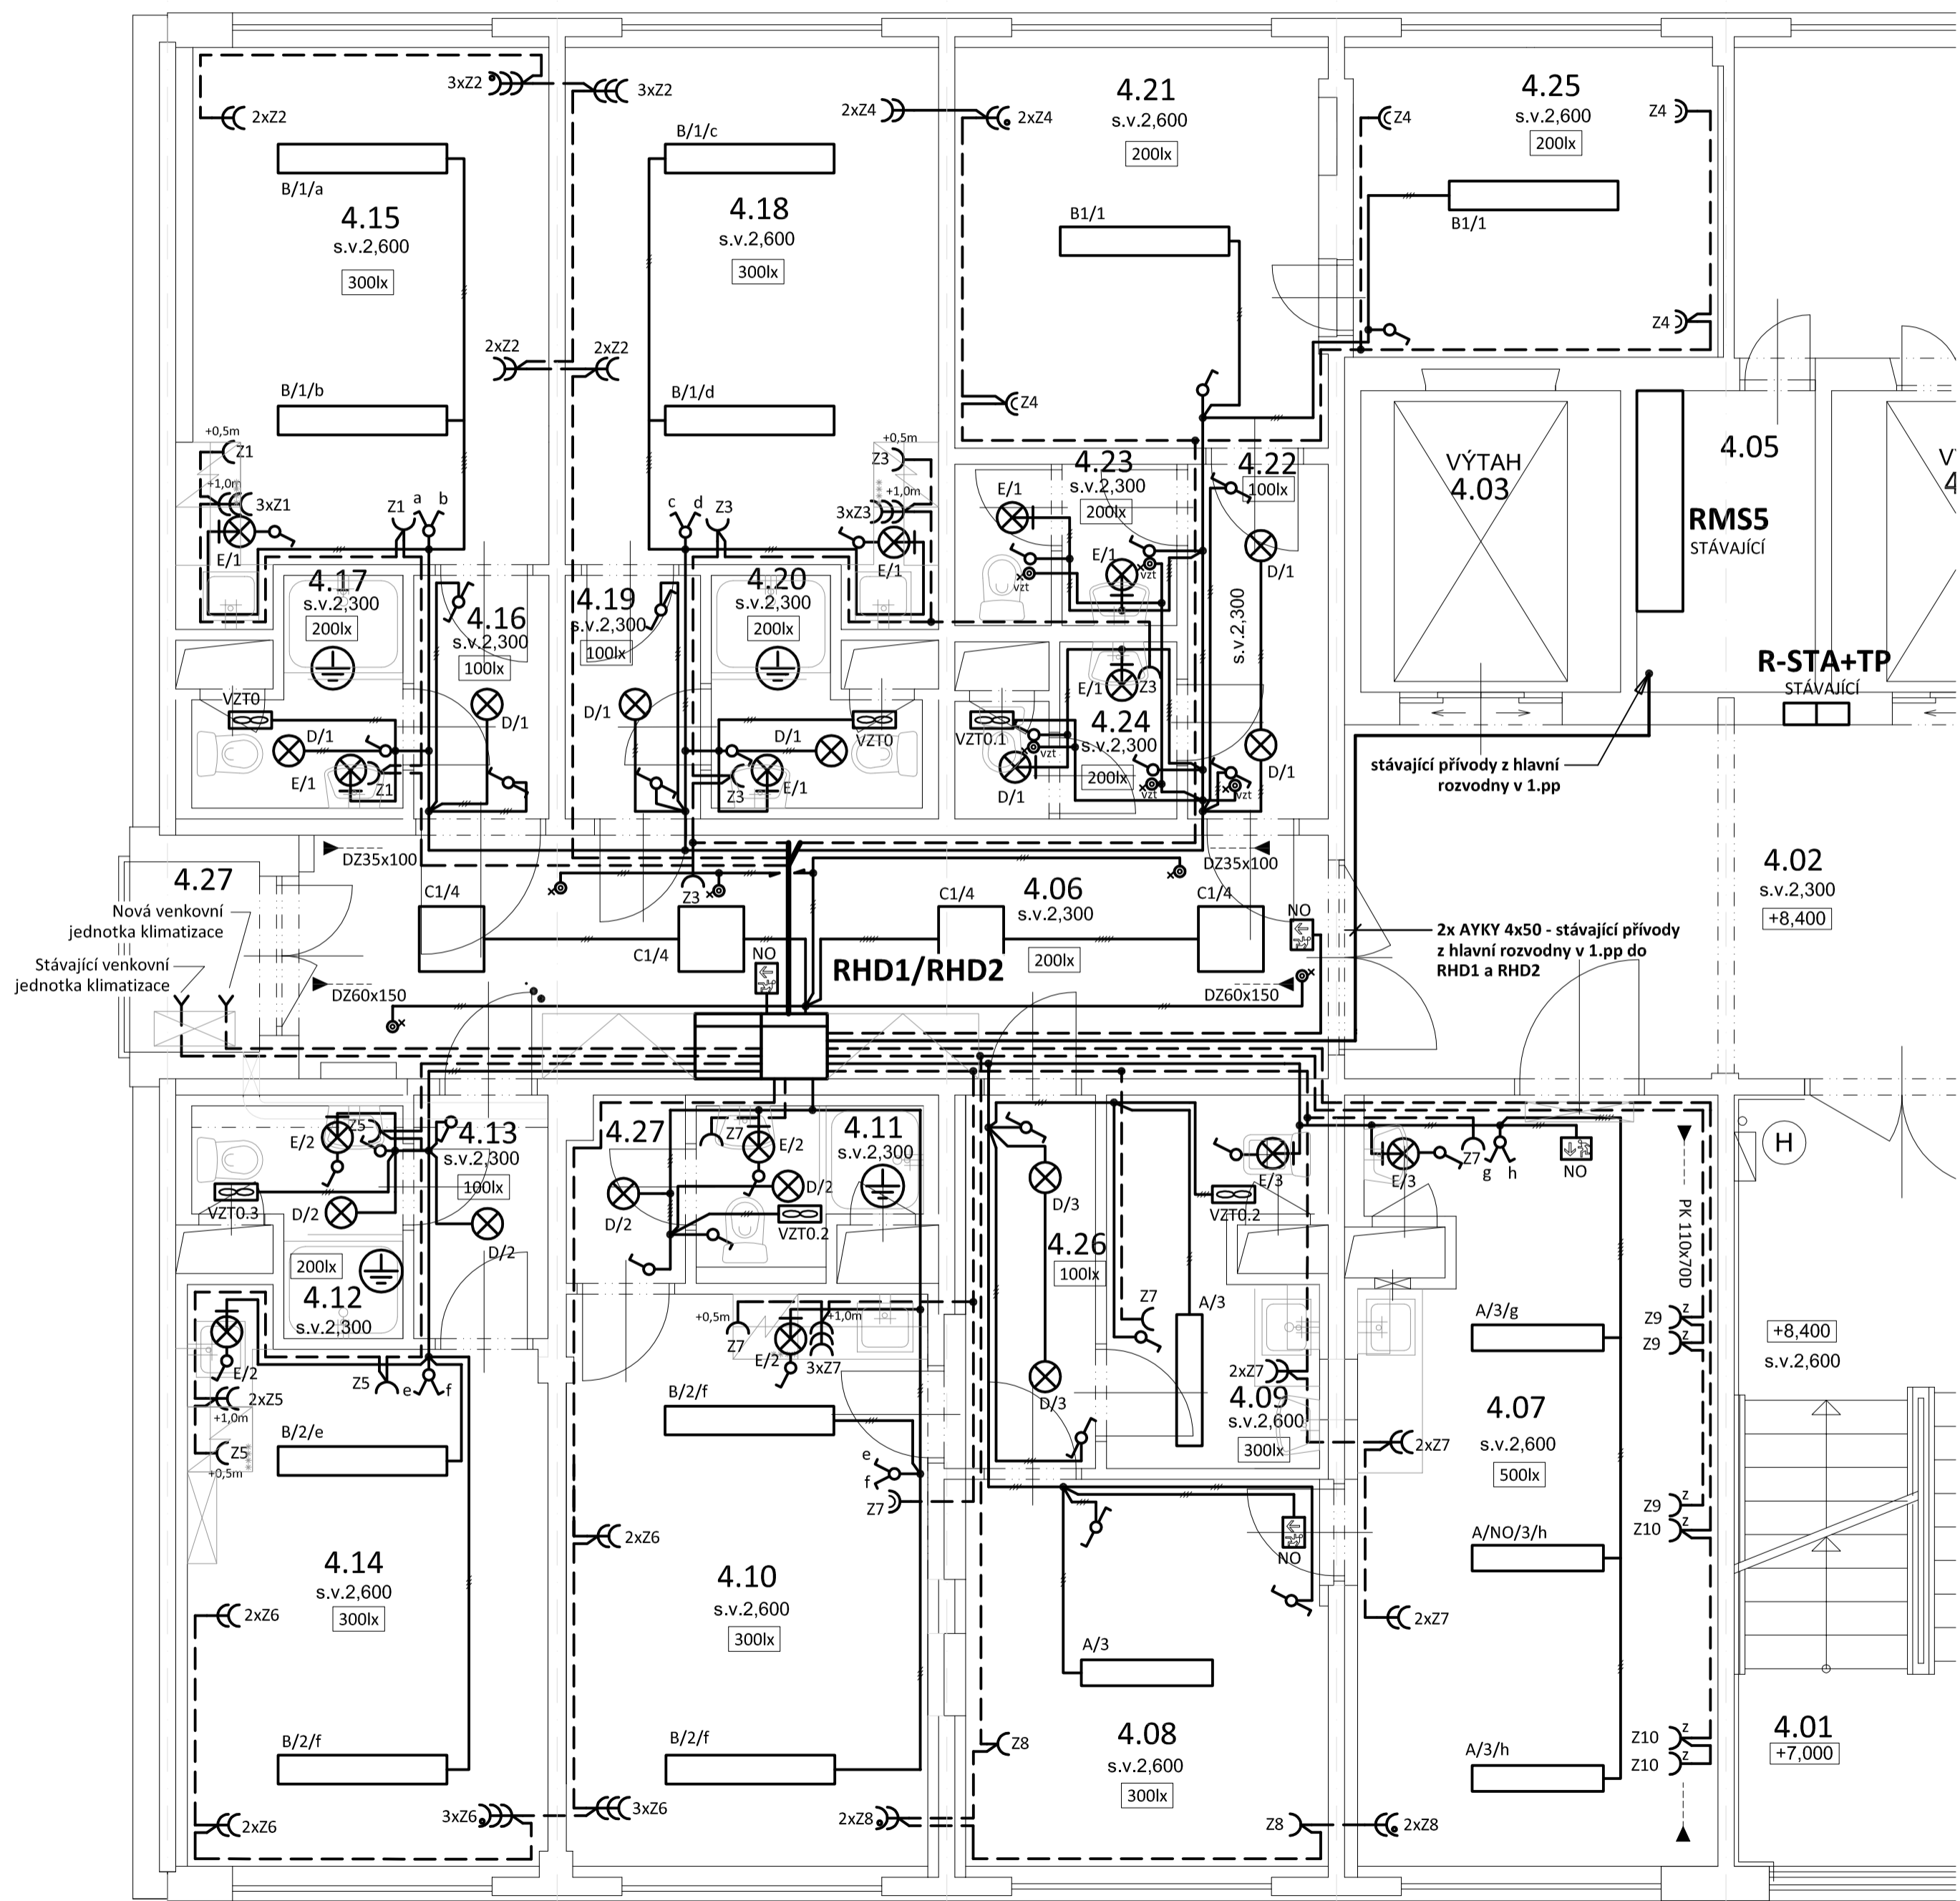 3xZ2
3xZ2
2xZ2
2xZ4
2xZ4
4.21
s.v.2,600
200lx
Z4
4.25
s.v.2,600
200lx
Z4
B/1/a
B/1/c
4.15
s.v.2,600
300lx
4.18
s.v.2,600
300lx
B1/1
B1/1
2xZ2
2xZ2
Z4
B/1/b
B/1/d
Z4
+0,5m
Z1
+1,0m
3xZ1
E/1
Z1
a
b
c
d
Z3
+0,5m
Z3
+1,0m
3xZ3
E/1
4.23
s.v.2,300
200lx
E/1
E/1
vzt
vzt
4.22
100lx
D/1
s.v.2,300
VÝTAH
4.03
4.05
RMS5
STÁVAJÍCÍ
R-STA+TP
STÁVAJÍCÍ
4.17
s.v.2,300
200lx
4.16
s.v.2,300
100lx
4.19
s.v.2,300
100lx
4.20
s.v.2,300
200lx
VZT0
D/1
E/1
Z1
D/1
D/1
D/1
Z3
E/1
VZT0
E/1
Z3
VZT0.1
vzt
D/1
4.24
s.v.2,300
200lx
vzt
vzt
D/1
stávající přívody z hlavní
rozvodny v 1.pp
DZ35x100
DZ35x100
4.27
C1/4
Z3
C1/4
4.06
s.v.2,300
C1/4
C1/4
NO
NO
200lx
RHD1/RHD2
4.02
s.v.2,300
+8,400
Nová venkovní
jednotka klimatizace
Stávající venkovní
jednotka klimatizace
DZ60x150
DZ60x150
2x AYKY 4x50 - stávající přívody
z hlavní rozvodny v 1.pp do
RHD1 a RHD2
E/2
Z5
4.13
s.v.2,300
100lx
VZT0.3
D/2
D/2
4.27
D/2
Z7
E/2
D/2
VZT0.2
4.11
s.v.2,300
D/3
E/3
VZT0.2
E/3
Z7
g
h
NO
H
PK 110x70D
200lx
4.12
s.v.2,300
4.26
100lx
D/3
E/2
2xZ5
+1,0m
Z5
+0,5m
Z5
e
f
+0,5m
Z7
E/2
+1,0m
3xZ7
Z7
A/3
2xZ7
4.09
s.v.2,600
300lx
A/3/g
Z9
z
Z9
z
+8,400
s.v.2,600
B/2/e
B/2/f
e
f
Z7
2xZ7
4.07
s.v.2,600
500lx
Z9
z
Z10
z
4.14
s.v.2,600
300lx
2xZ6
2xZ6
4.10
s.v.2,600
300lx
NO
A/NO/3/h
2xZ7
A/3
B/2/f
B/2/f
Z8
4.08
s.v.2,600
300lx
A/3/h
Z10
z
Z10
z
4.01
+7,000
2xZ6
3xZ6
3xZ6
2xZ8
Z8
2xZ8